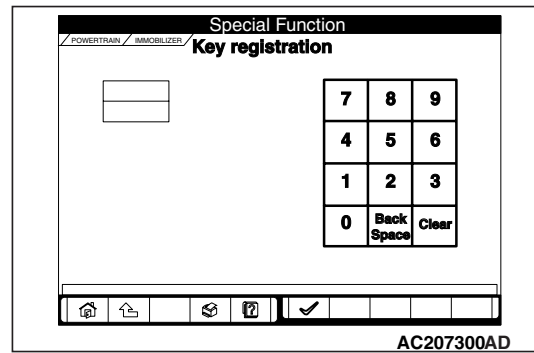 Special Function
POWERTRAIN IMMOBILIZER
Key registration
7 8 9
4 5 6
1 2 3
0 Back Space Clear
AC207300AD